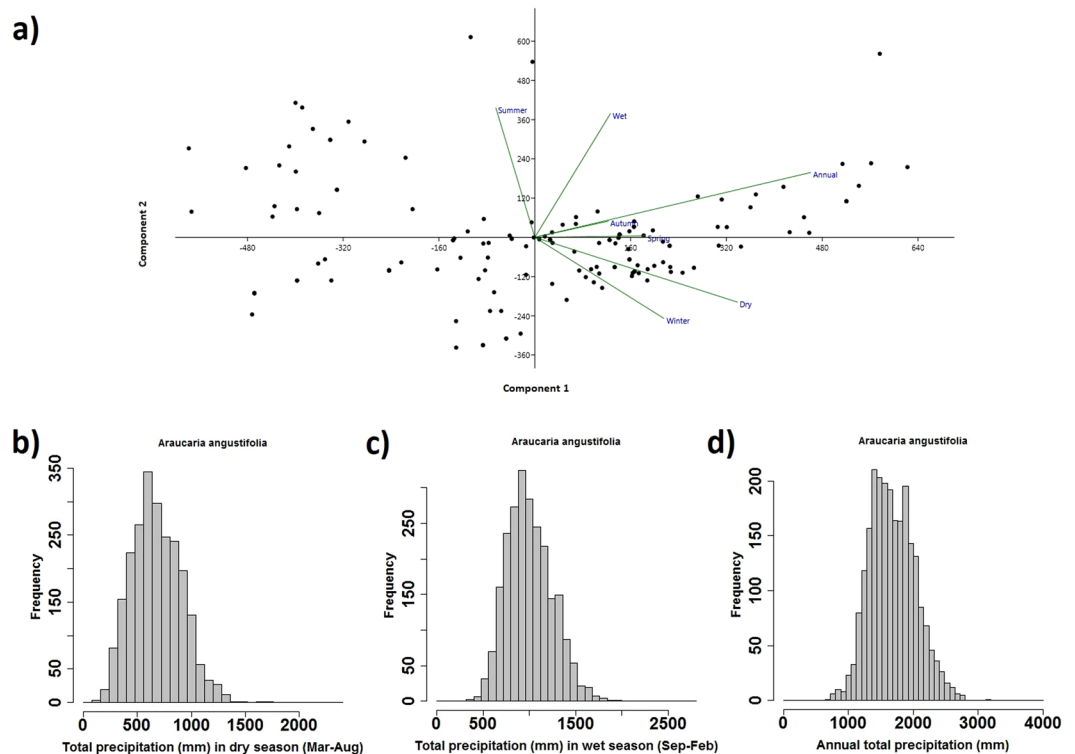 a)
600
480
360
240
120
-120
-240
-360
-480
-320
-160
160
320
480
640
Summer
Wet
Annual
Autumn
Spring
Dry
Winter
Component 2
Component 1
b)
Araucaria angustifolia
350
250
150
50
0
Frequency
0
500
1000
2000
Total precipitation (mm) in dry season (Mar-Aug)
c)
Araucaria angustifolia
250
150
50
0
Frequency
0
500
1500
2500
Total precipitation (mm) in wet season (Sep-Feb)
d)
Araucaria angustifolia
200
150
100
50
0
Frequency
0
1000
2000
3000
4000
Annual total precipitation (mm)